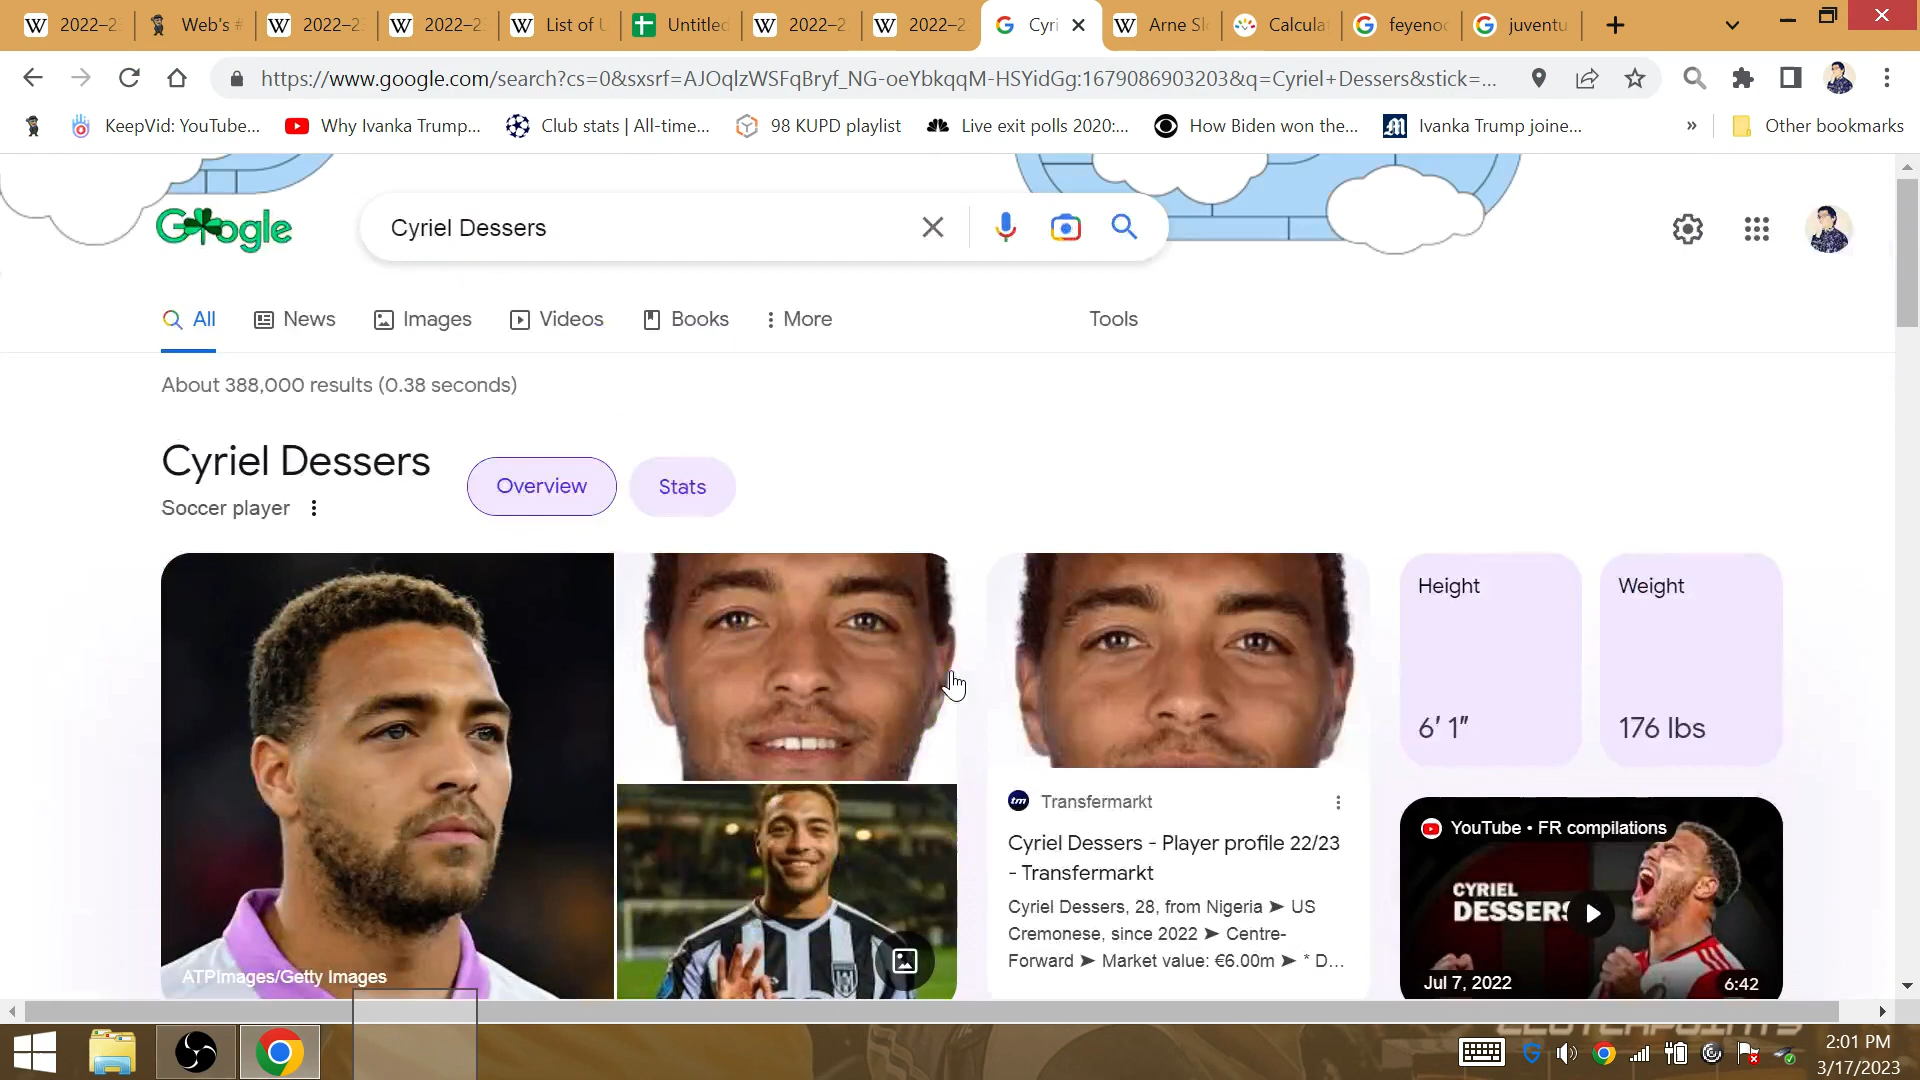 2022–2
Web's #
2022–2
2022–2
List of U
Untitled
2022–2
2022–2
Cyri
Arne Sl
Calcula
feyeno
juventu
https://www.google.com/search?cs=0&sxsrf=AJOqlzWSFqBryf_NG-oeYbkqqM-HSYidGg:1679086903203&q=Cyriel+Dessers&stick=...
KeepVid: YouTube...
Why Ivanka Trump...
Club stats | All-time...
98 KUPD playlist
Live exit polls 2020:...
How Biden won the...
Ivanka Trump joine...
»
Other bookmarks
Google
Cyriel Dessers
All
News
Images
Videos
Books
More
Tools
About 388,000 results (0.38 seconds)
Cyriel Dessers
Soccer player
Overview
Stats
ATPImages/Getty Images
tm
Transfermarkt
Cyriel Dessers - Player profile 22/23
- Transfermarkt
Cyriel Dessers, 28, from Nigeria ➤ US
Cremonese, since 2022 ➤ Centre-
Forward ➤ Market value: €6.00m ➤ * D...
Height
6′ 1″
Weight
176 lbs
YouTube • FR compilations
CYRIEL
DESSERS
Jul 7, 2022
6:42
CLUTCHPOINTS
2:01 PM
3/17/2023